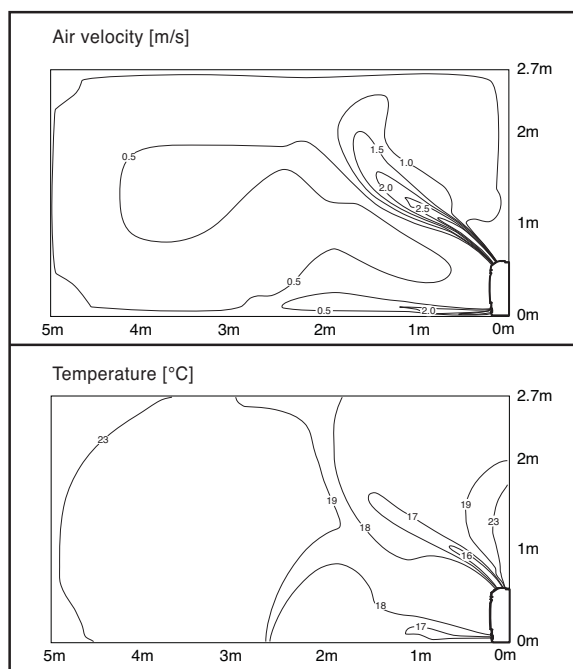 Air velocity [m/s]
2.7m
2m
0.5
1.5
1.0
2.0
2.5
1m
0.5
0.5
2.0
0m
5m 4m 3m 2m 1m 0m
Temperature [°C]
2.7m
23
2m
19
17
19
18
23
16
1m
18
17
0m
5m 4m 3m 2m 1m 0m